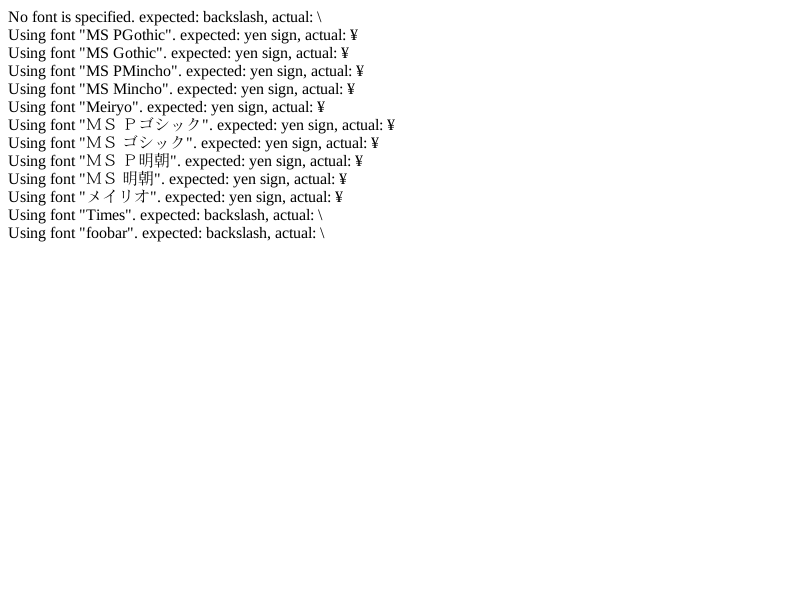 No font is specified. expected: backslash, actual: \
Using font "MS PGothic". expected: yen sign, actual: ¥
Using font "MS Gothic". expected: yen sign, actual: ¥
Using font "MS PMincho". expected: yen sign, actual: ¥
Using font "MS Mincho". expected: yen sign, actual: ¥
Using font "Meiryo". expected: yen sign, actual: ¥
Using font "ＭＳ Ｐゴシック". expected: yen sign, actual: ¥
Using font "ＭＳ ゴシック". expected: yen sign, actual: ¥
Using font "ＭＳ Ｐ明朝". expected: yen sign, actual: ¥
Using font "ＭＳ 明朝". expected: yen sign, actual: ¥
Using font "メイリオ". expected: yen sign, actual: ¥
Using font "Times". expected: backslash, actual: \
Using font "foobar". expected: backslash, actual: \